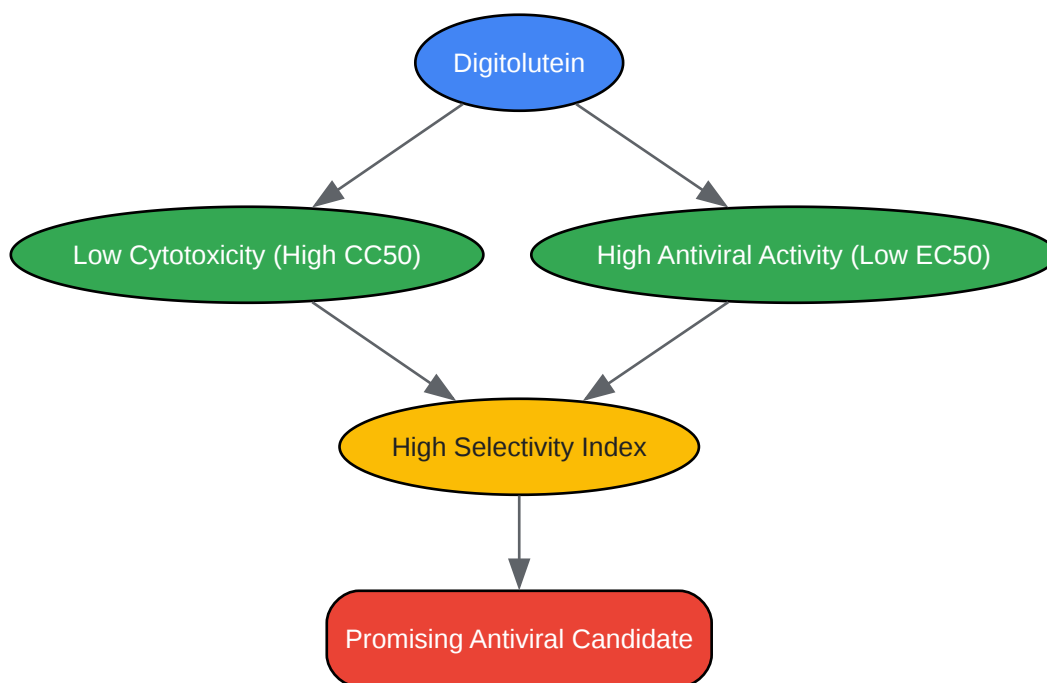 Digitolutein
Low Cytotoxicity (High CC50)
High Antiviral Activity (Low EC50)
High Selectivity Index
Promising Antiviral Candidate